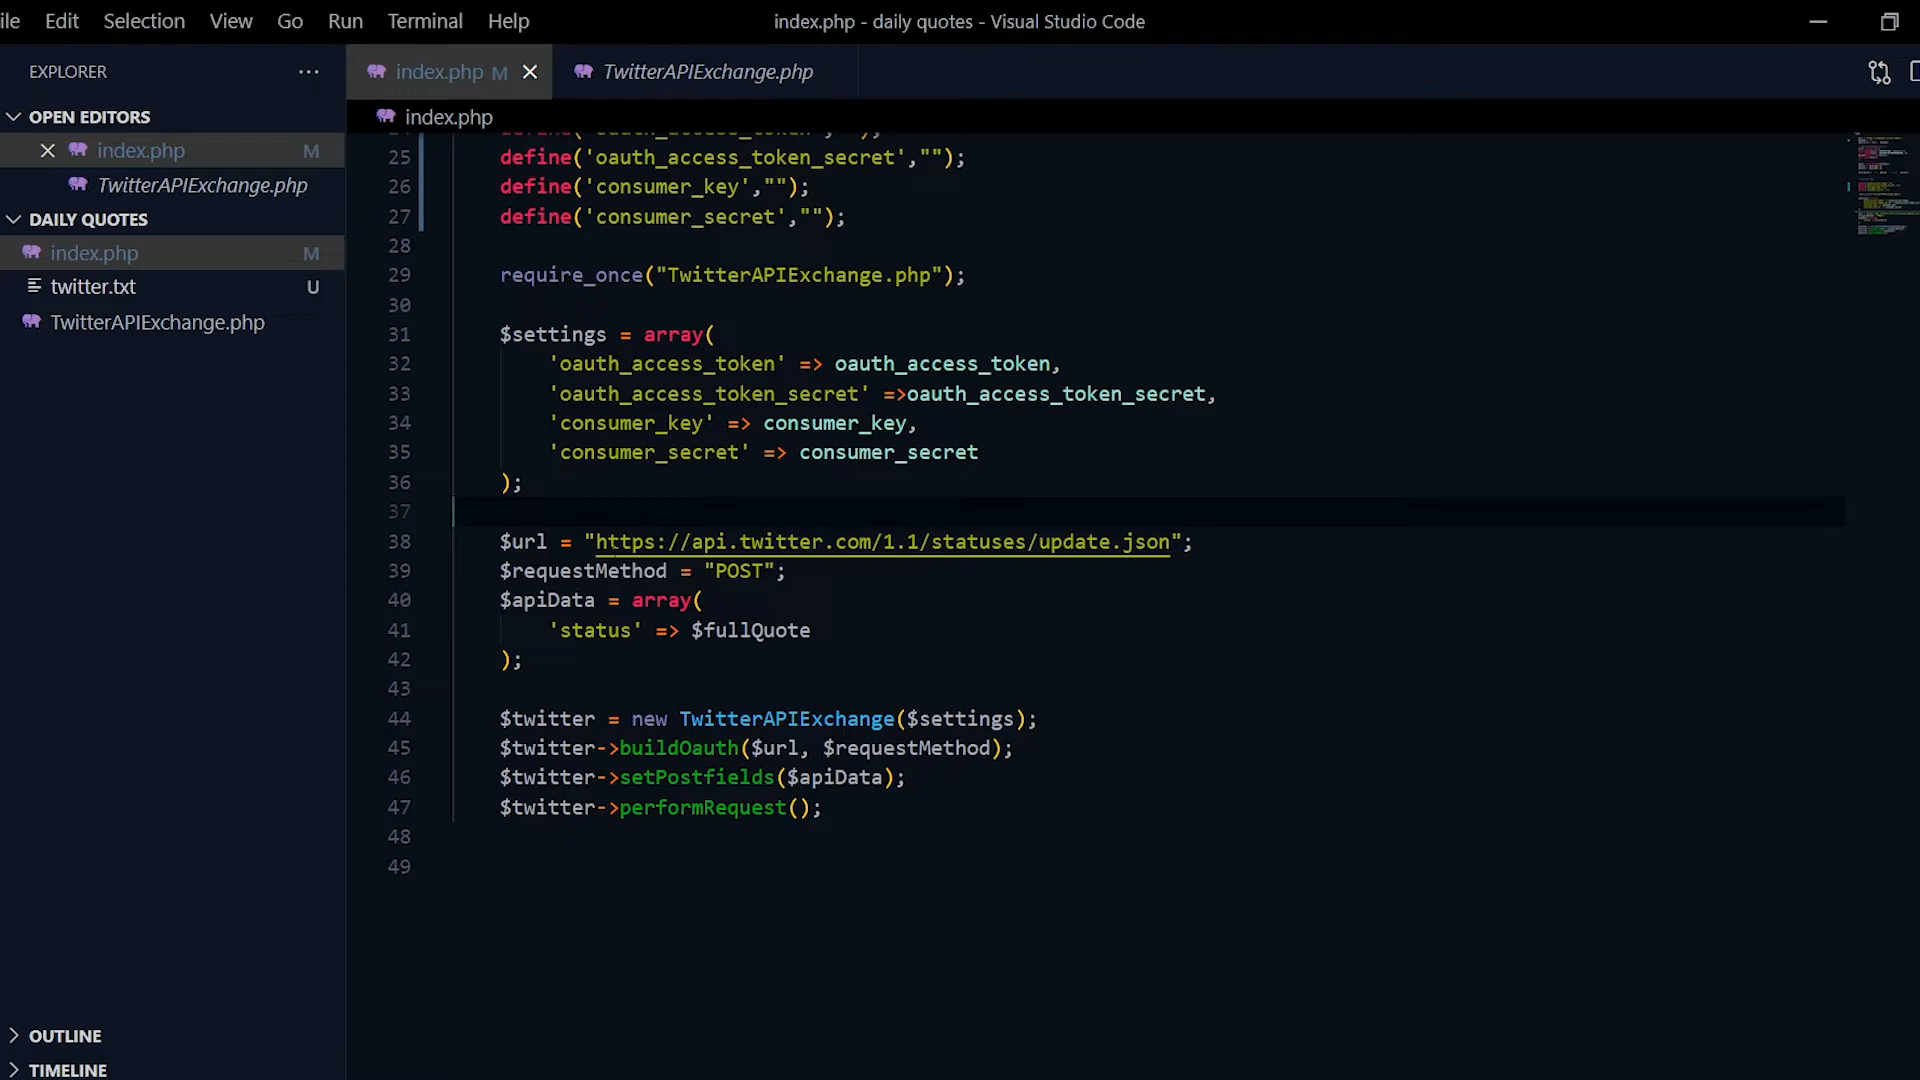 ile Edit Selection View Go Run Terminal Help index.php - daily quotes - Visual Studio Code
EXPLORER ···
index.php M
TwitterAPIExchange.php
OPEN EDITORS
index.php M
TwitterAPIExchange.php
DAILY QUOTES
index.php M
twitter.txt U
TwitterAPIExchange.php
OUTLINE
TIMELINE
index.php
25 define('oauth_access_token_secret',"");
26 define('consumer_key',"");
27 define('consumer_secret',"");
28
29 require_once("TwitterAPIExchange.php");
30
31 $settings = array(
32 'oauth_access_token' => oauth_access_token,
33 'oauth_access_token_secret' =>oauth_access_token_secret,
34 'consumer_key' => consumer_key,
35 'consumer_secret' => consumer_secret
36 );
37
38 $url = "https://api.twitter.com/1.1/statuses/update.json";
39 $requestMethod = "POST";
40 $apiData = array(
41 'status' => $fullQuote
42 );
43
44 $twitter = new TwitterAPIExchange($settings);
45 $twitter->buildOauth($url, $requestMethod);
46 $twitter->setPostfields($apiData);
47 $twitter->performRequest();
48
49